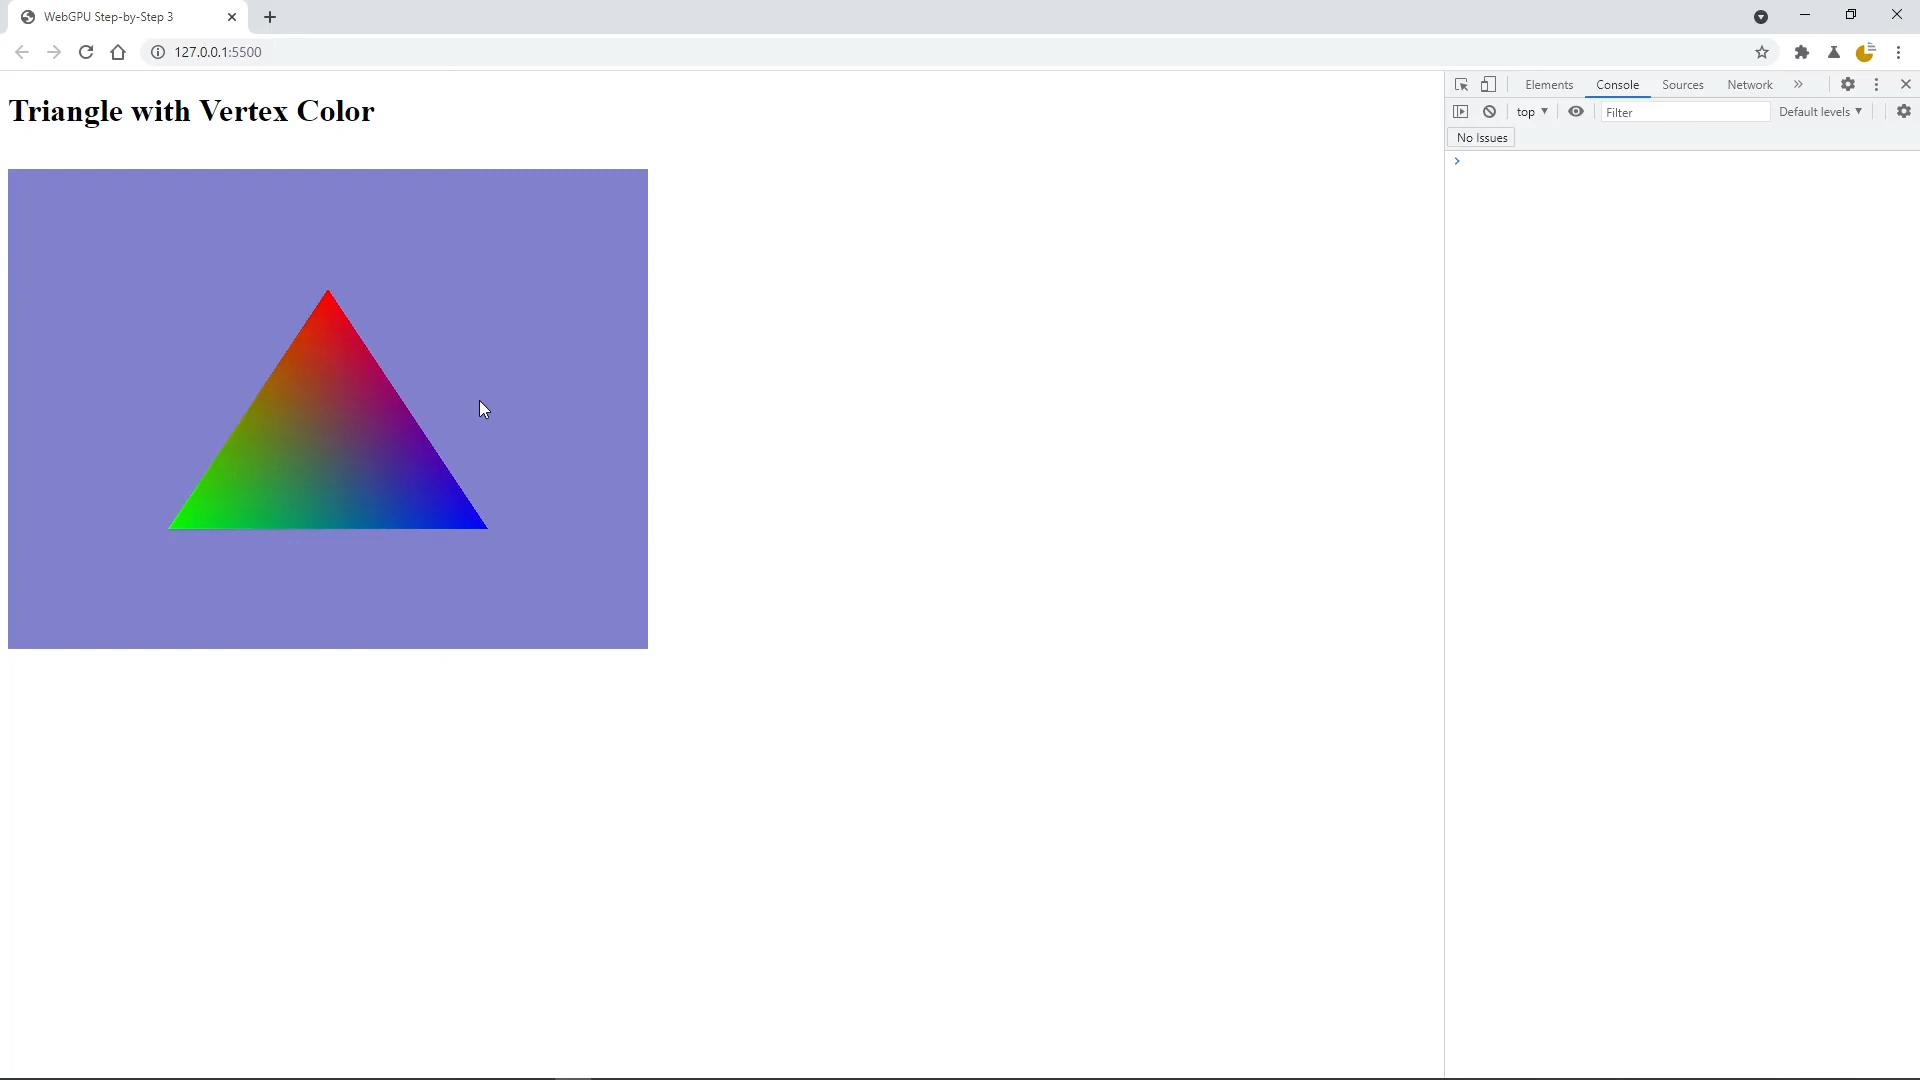 WebGPU Step-by-Step 3
127.0.0.1:5500
Triangle with Vertex Color
Elements Console Sources Network
top Filter Default levels
No Issues